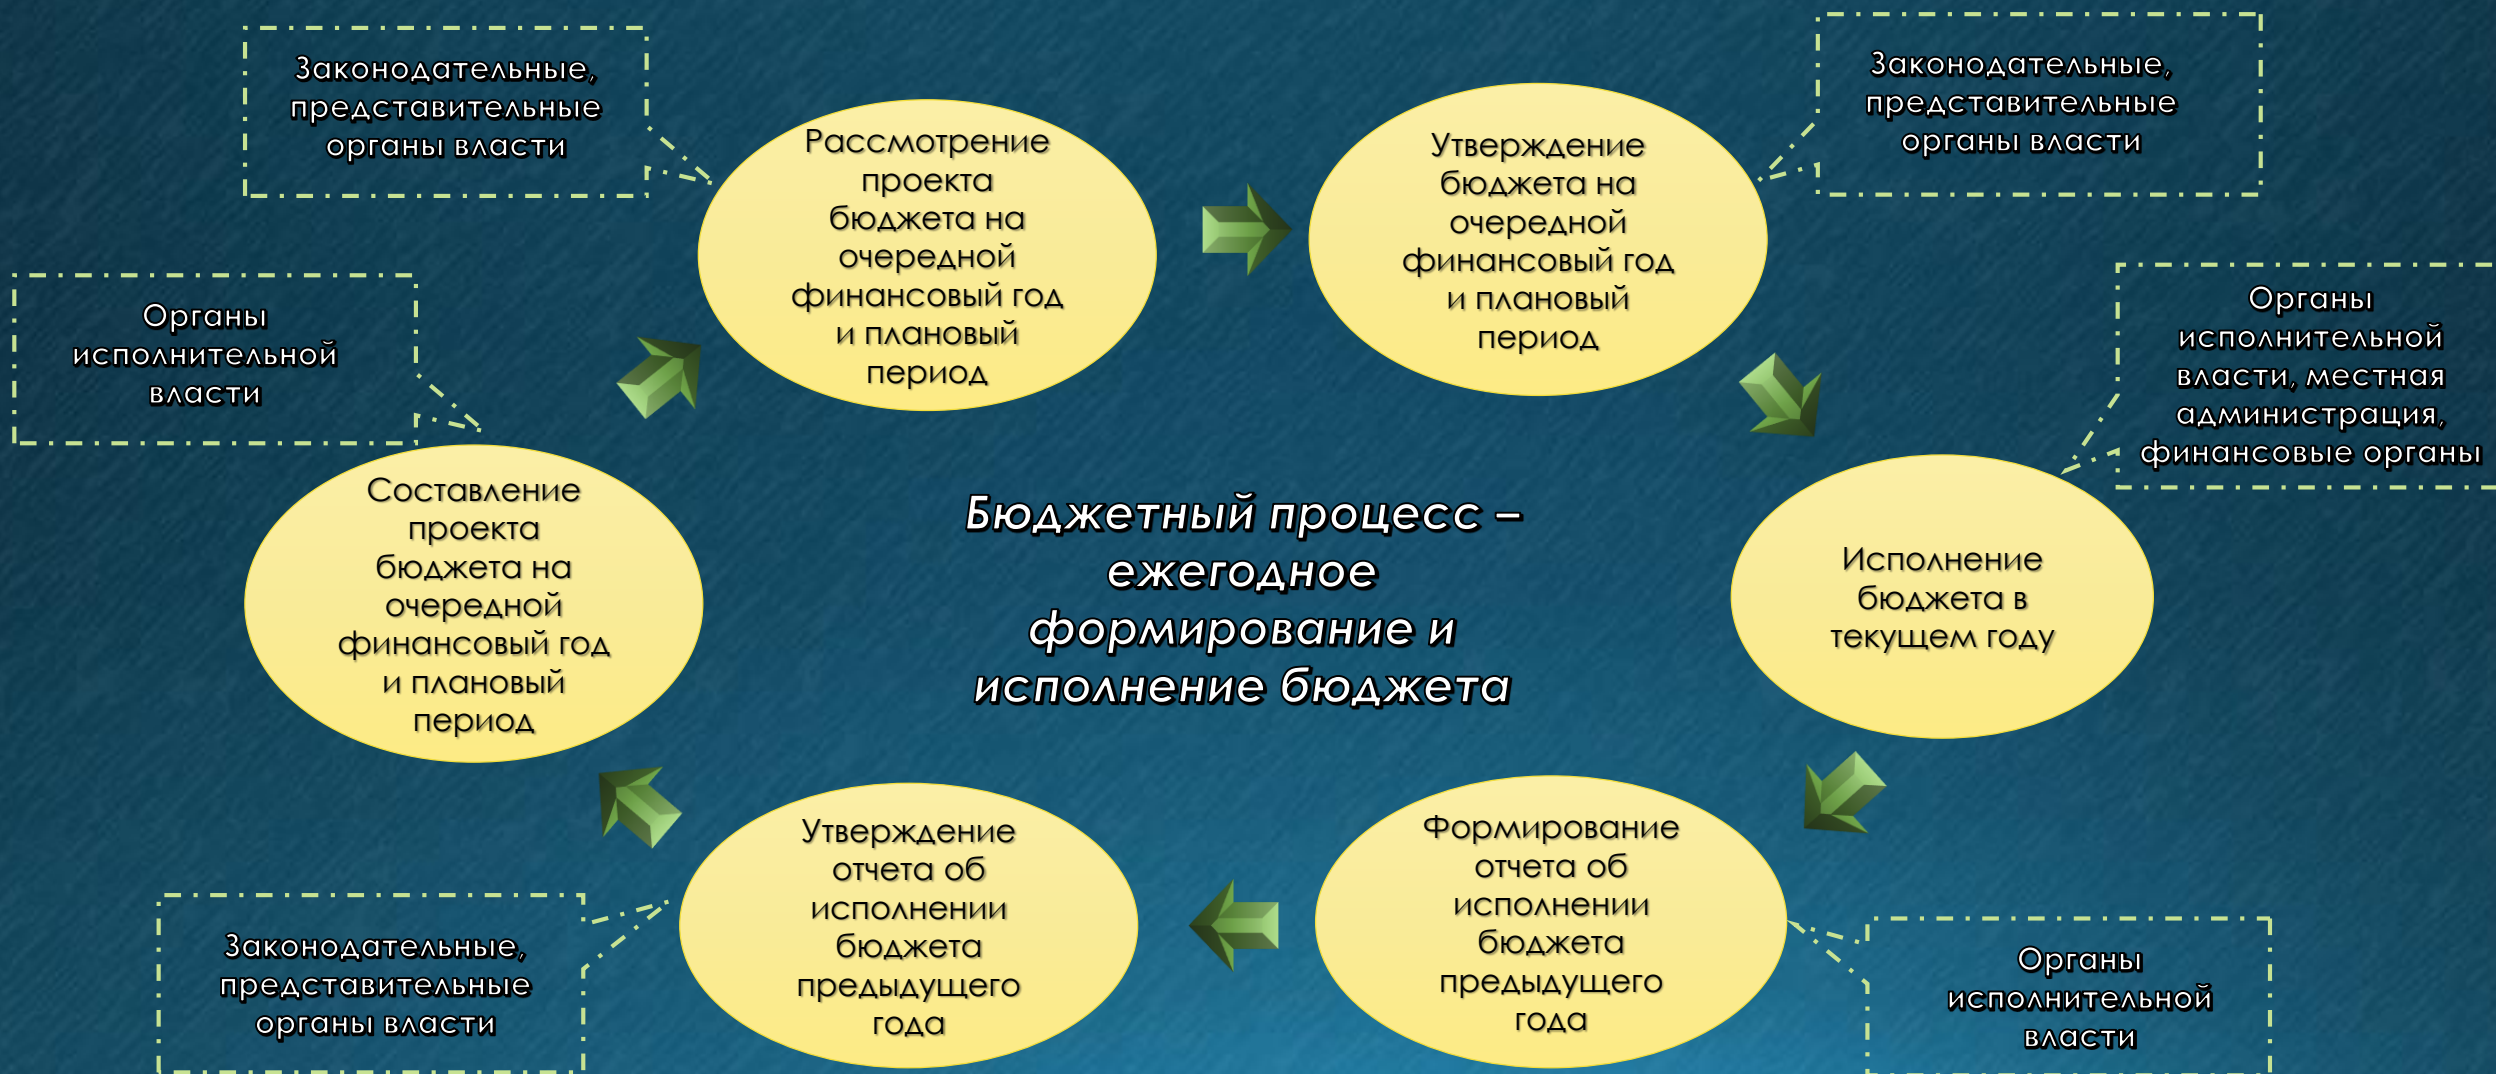 Законодательные,
представительные
органы власти
Рассмотрение
проекта
бюджета на
очередной
финансовый год
и плановый
период
Утверждение
бюджета на
очередной
финансовый год
и плановый
период
Законодательные,
представительные
органы власти
Органы
исполнительной
власти
Органы
исполнительной
власти, местная
администрация,
финансовые органы
Составление
проекта
бюджета на
очередной
финансовый год
и плановый
период
Бюджетный процесс –
ежегодное
формирование и
исполнение бюджета
Исполнение
бюджета в
текущем году
Законодательные,
представительные
органы власти
Утверждение
отчета об
исполнении
бюджета
предыдущего
года
Формирование
отчета об
исполнении
бюджета
предыдущего
года
Органы
исполнительной
власти